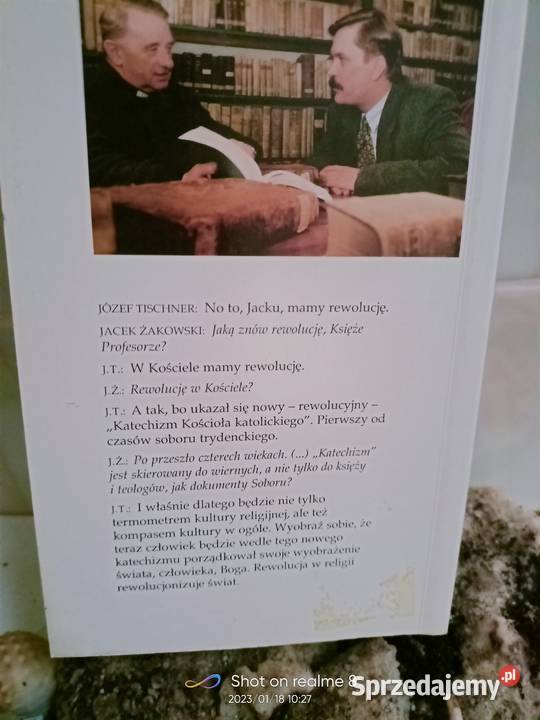 JÓZEF TISCHNER: No to, Jacku, mamy rewolucję.
JACEK ŻAKOWSKI: Jaką znów rewolucję, Księże
Profesorze?
J.T.: W Kościele mamy rewolucję.
J.Ż.: Rewolucję w Kościele?
J.T.: A tak, bo ukazał się nowy – rewolucyjny –
„Katechizm Kościoła katolickiego". Pierwszy od
czasów soboru trydenckiego.
J.Ż.: Po przeszło czterech wiekach. (...) „Katechizm"
jest skierowany do wiernych, a nie tylko do księży
i teologów, jak dokumenty Soboru?
J.T.: I właśnie dlatego będzie nie tylko
termometrem kultury religijnej, ale też
kompasem kultury w ogóle. Wyobraź sobie, że
teraz człowiek będzie wedle tego nowego
katechizmu porządkował swoje wyobrażenie
świata, człowieka, Boga. Rewolucja w religii
rewolucjonizuje świat.
Shot on realme 8
2023/01/18 10:27
Sprzedajemy.pl